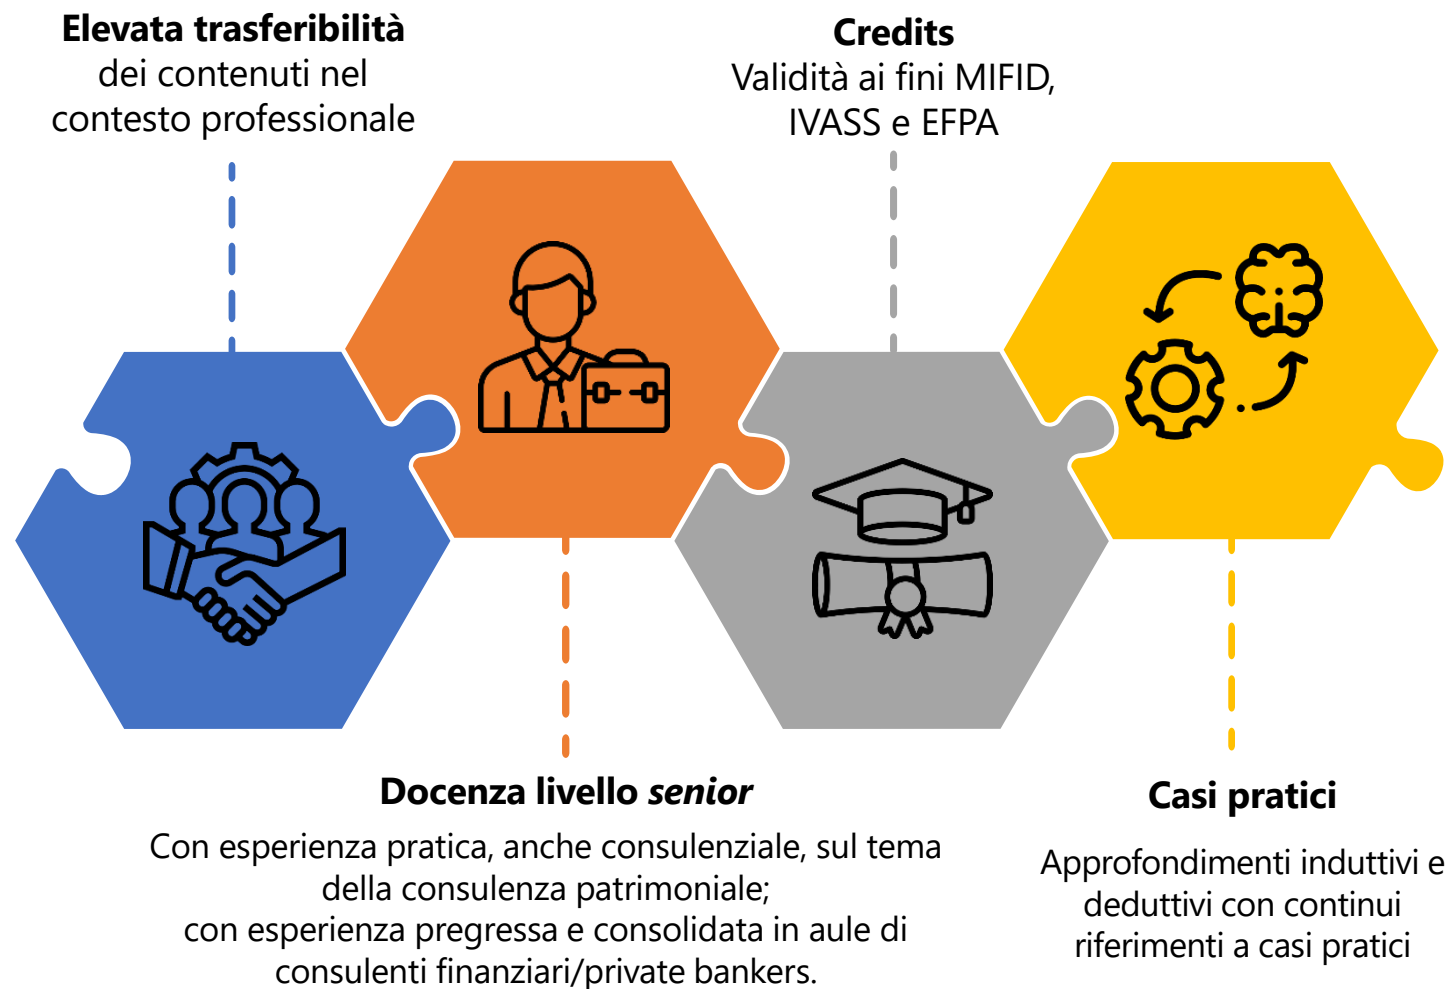 Elevata trasferibilità
dei contenuti nel
contesto professionale
Credits
Validità ai fini MIFID,
IVASS e EFPA
Docenza livello senior
Con esperienza pratica, anche consulenziale, sul tema
della consulenza patrimoniale;
con esperienza pregressa e consolidata in aule di
consulenti finanziari/private bankers.
Casi pratici
Approfondimenti induttivi e
deduttivi con continui
riferimenti a casi pratici